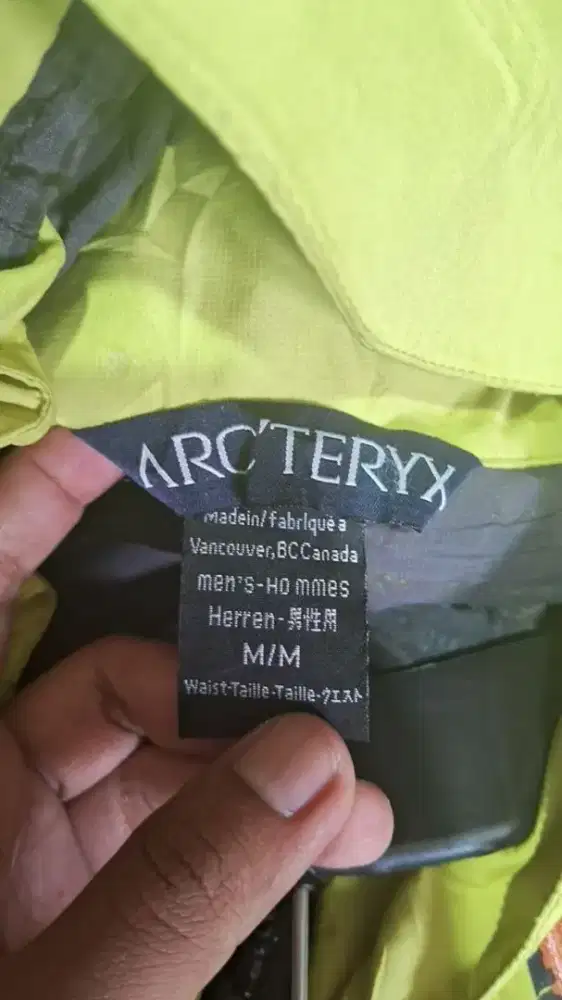 ARC'TERYX
Madein/fabriqué a
Vancouver,BCCanada
men's-HO mmes
Herren-男性用
M/M
Waist-Taille-Taille-ウエスト